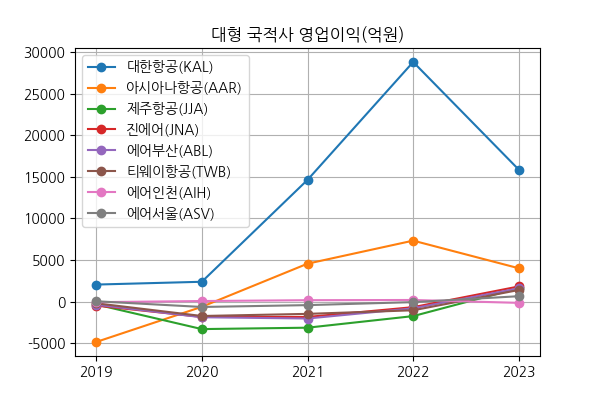 대형 국적사 영업이익(억원)
30000
25000
20000
15000
10000
5000
0
-5000
대한항공(KAL)
아시아나항공(AAR)
제주항공(JJA)
진에어(JNA)
에어부산(ABL)
티웨이항공(TWB)
에어인천(AIH)
에어서울(ASV)
2019 2020 2021 2022 2023